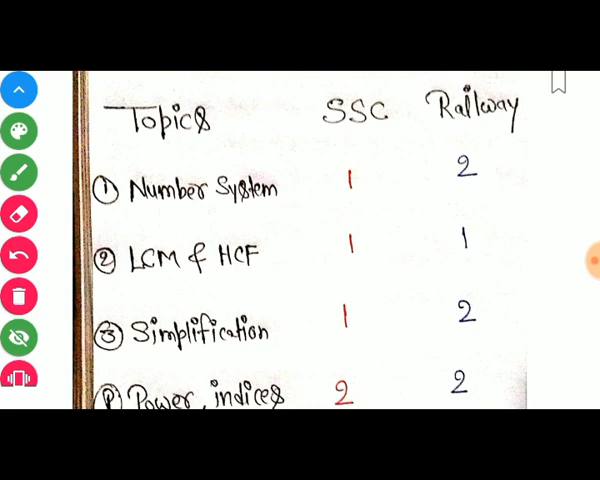 Topics SSC Railway
① Number System 1 2
② LCM & HCF 1 1
③ Simplification 1 2
④ Power, indices 2 2